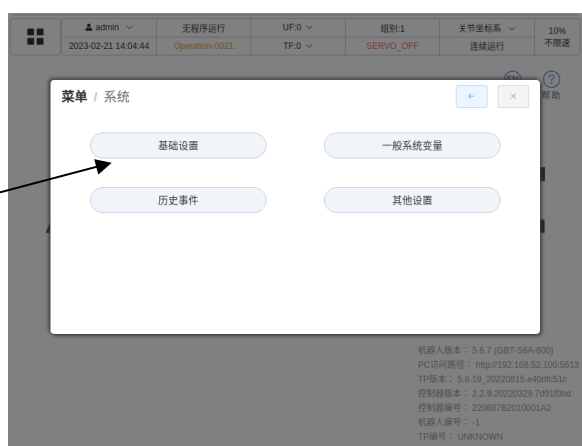 admin 无程序运行 UF:0 组别:1 关节坐标系 10%
2023-02-21 14:04:44 Operation-0021 TF:0 SERVO_OFF 连续运行 不限速
EN ?
菜单 / 系统 帮助
基础设置 一般系统变量
历史事件 其他设置
机器人版本： 5.6.7 (GBT-S6A-600)
PC访问路径： http://192.168.52.100:5613
TP版本： 5.6.19_20220815.e40dfc51c
控制器版本： 2.2.9.20220329.7d91f0bd
控制器编号： 220607B2010001A2
机器人编号： -1
TP编号： UNKNOWN